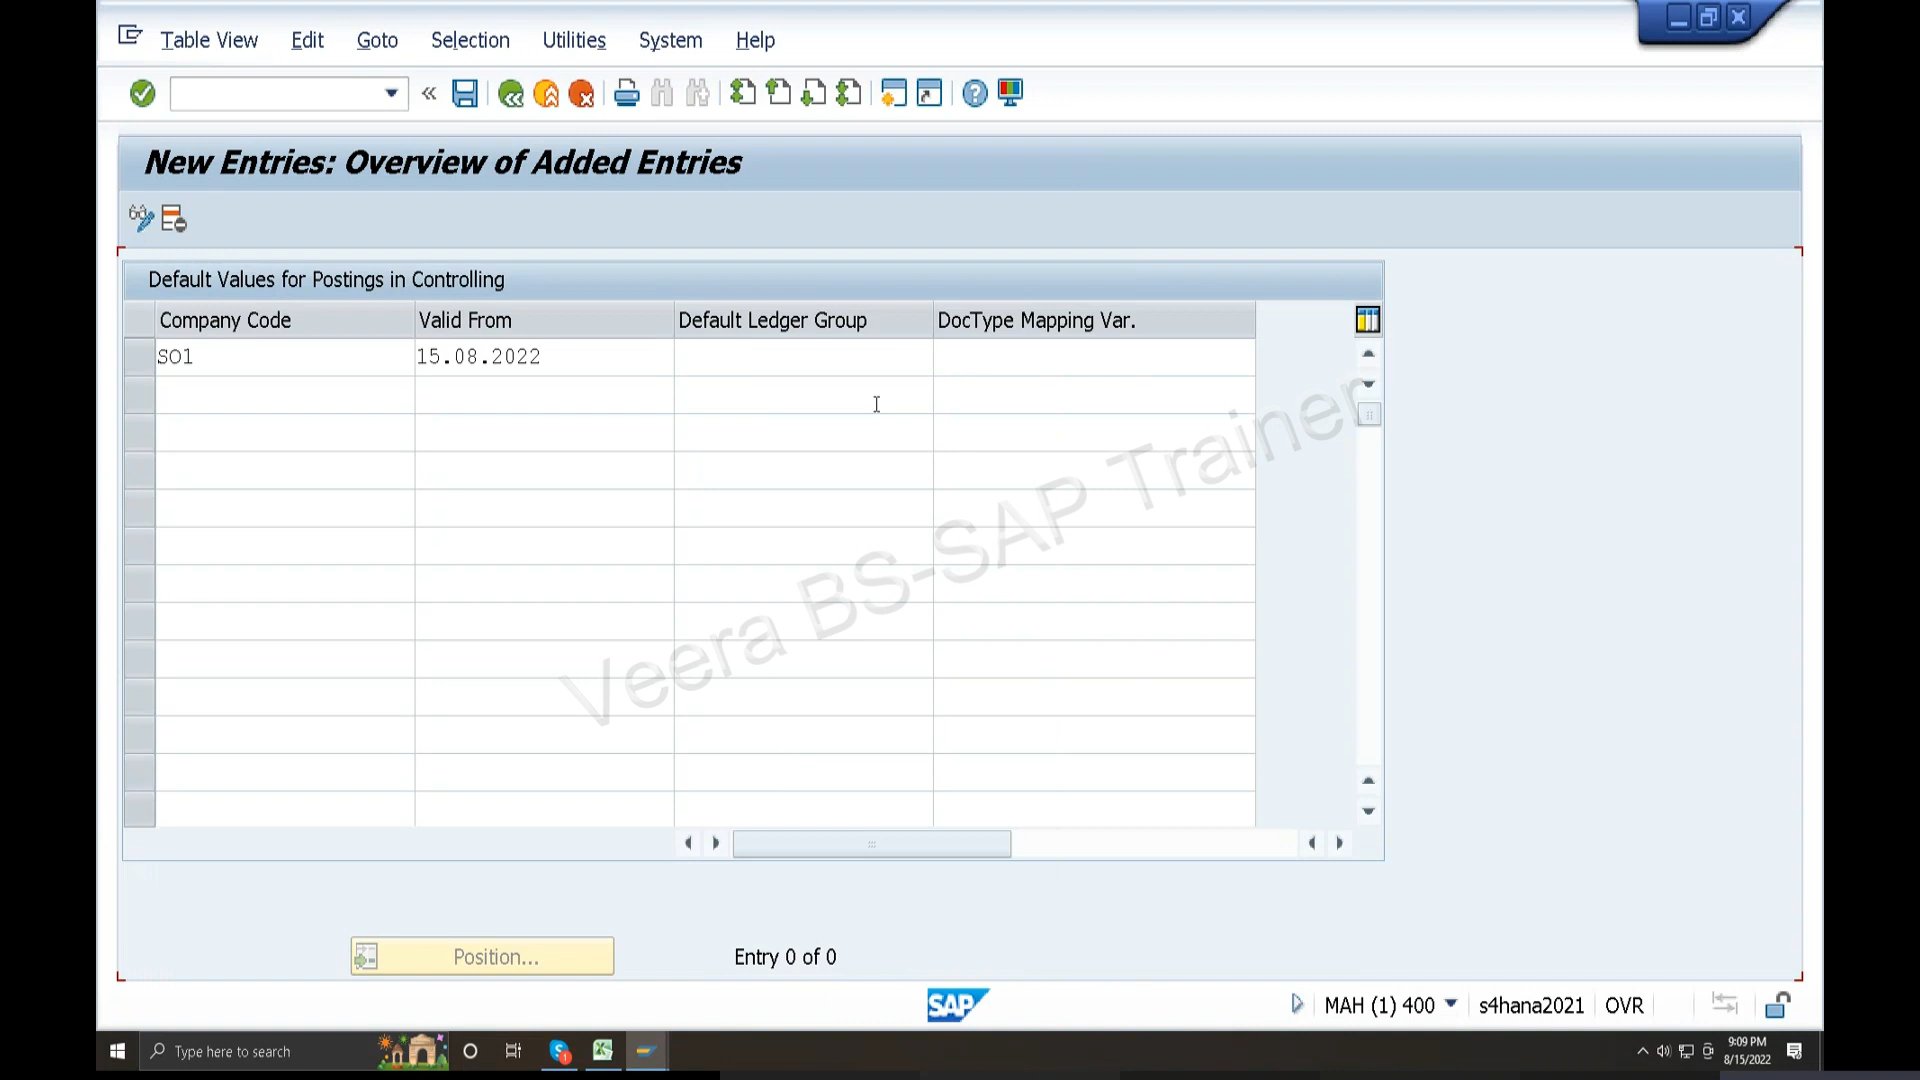 Table View Edit Goto Selection Utilities System Help
New Entries: Overview of Added Entries
Default Values for Postings in Controlling
Company Code Valid From Default Ledger Group DocType Mapping Var.
SO1 15.08.2022
Veera BS-SAP Trainer
Position... Entry 0 of 0
SAP MAH (1) 400 s4hana2021 OVR
Type here to search
1
9:09 PM
8/15/2022